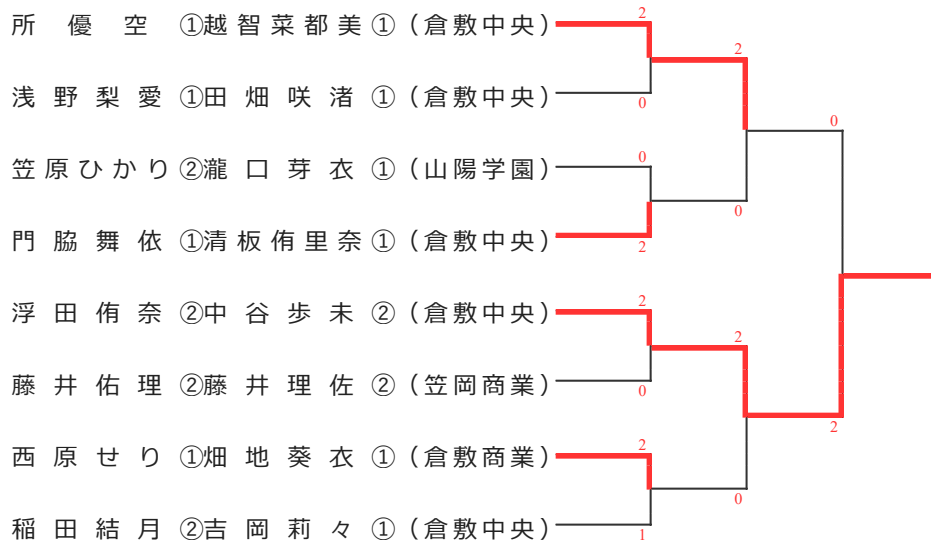 所優空①越智菜都美①(倉敷中央)
2
2
浅野梨愛①田畑咲渚①(倉敷中央)
0
0
笠原ひかり②瀧口芽衣①(山陽学園)
0
0
門脇舞依①清板侑里奈①(倉敷中央)
2
浮田侑奈②中谷歩未②(倉敷中央)
2
2
藤井佑理②藤井理佐②(笠岡商業)
0
2
西原せり①畑地葵衣①(倉敷商業)
2
0
稲田結月②吉岡莉々①(倉敷中央)
1